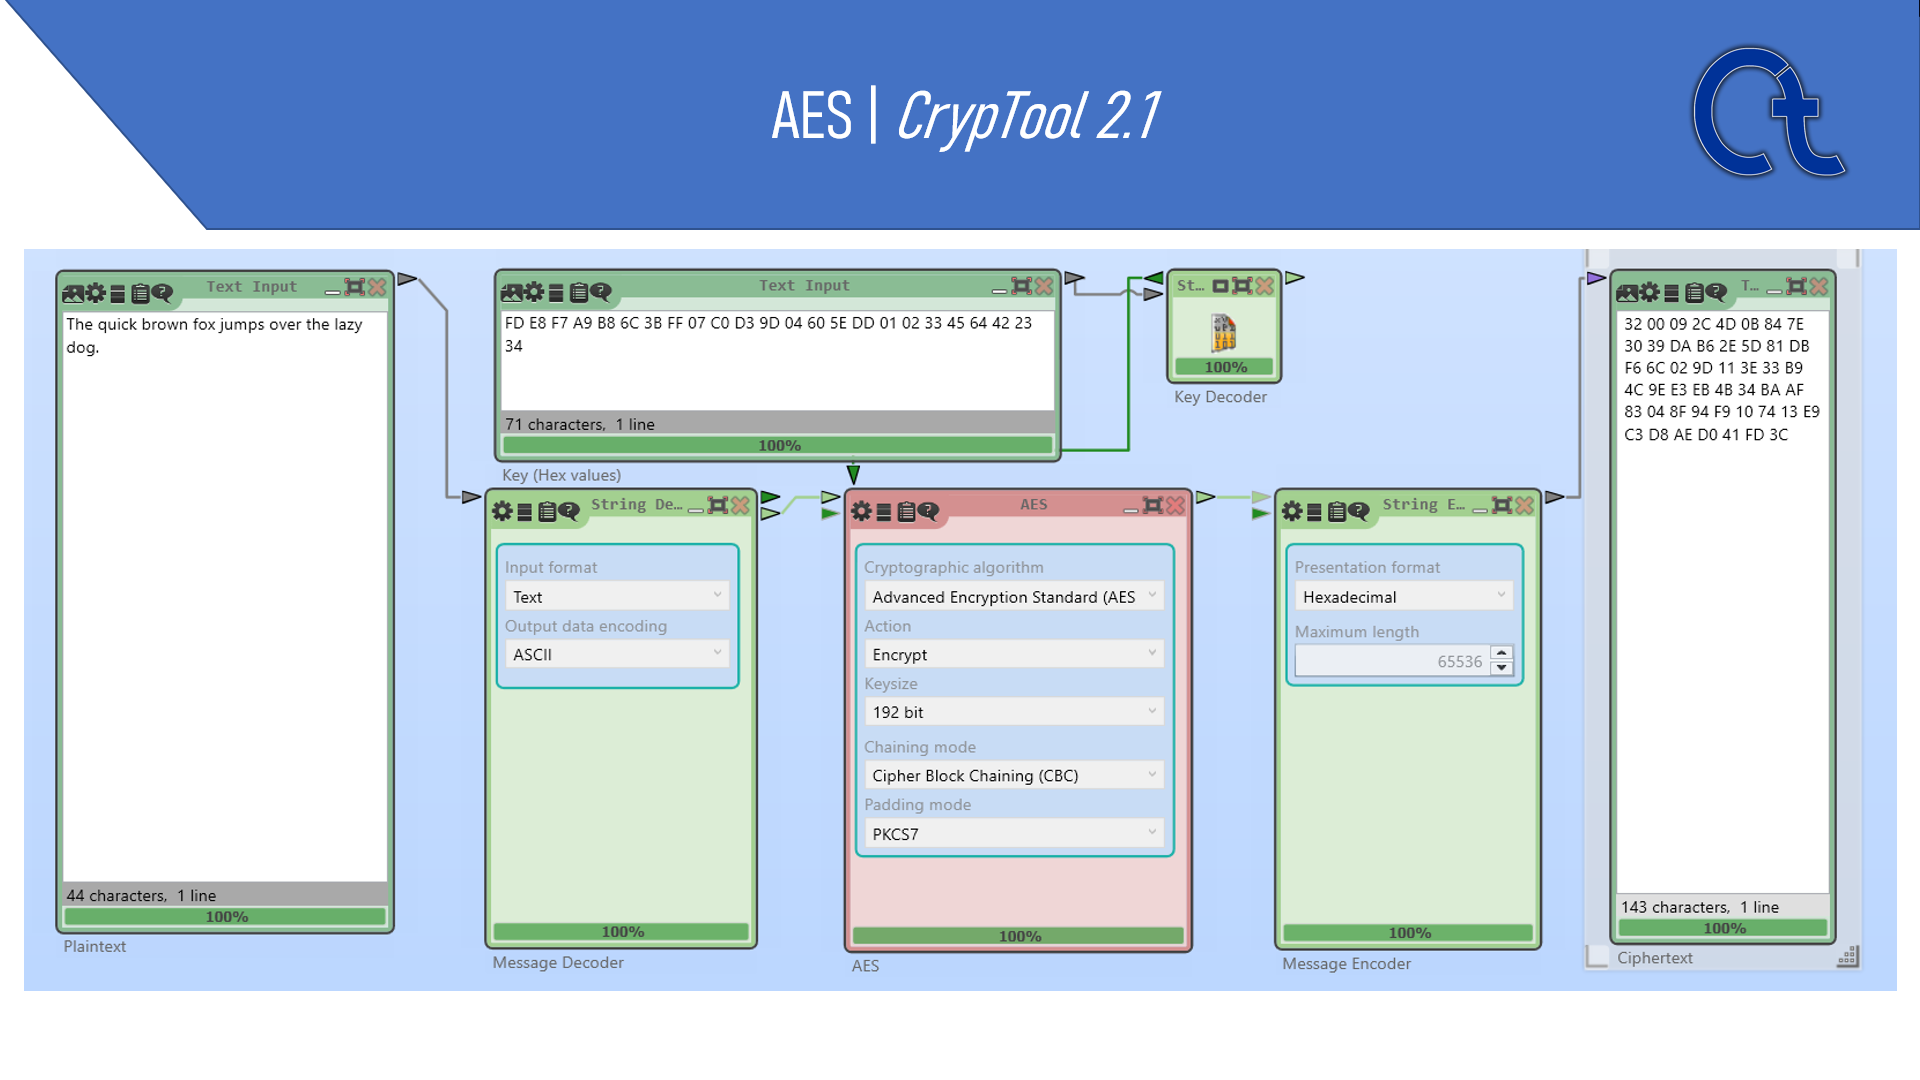 AES | CrypTool 2.1
Ct
Text Input
The quick brown fox jumps over the lazy
dog.
44 characters,  1 line
100%
Plaintext
Text Input
FD E8 F7 A9 B8 6C 3B FF 07 C0 D3 9D 04 60 5E DD 01 02 33 45 64 42 23
34
71 characters,  1 line
100%
Key (Hex values)
St...
100%
Key Decoder
String De...
Input format
Text
Output data encoding
ASCII
100%
Message Decoder
AES
Cryptographic algorithm
Advanced Encryption Standard (AES
Action
Encrypt
Keysize
192 bit
Chaining mode
Cipher Block Chaining (CBC)
Padding mode
PKCS7
100%
AES
String E...
Presentation format
Hexadecimal
Maximum length
65536
100%
Message Encoder
T...
32 00 09 2C 4D 0B 84 7E
30 39 DA B6 2E 5D 81 DB
F6 6C 02 9D 11 3E 33 B9
4C 9E E3 EB 4B 34 BA AF
83 04 8F 94 F9 10 74 13 E9
C3 D8 AE D0 41 FD 3C
143 characters,  1 line
100%
Ciphertext